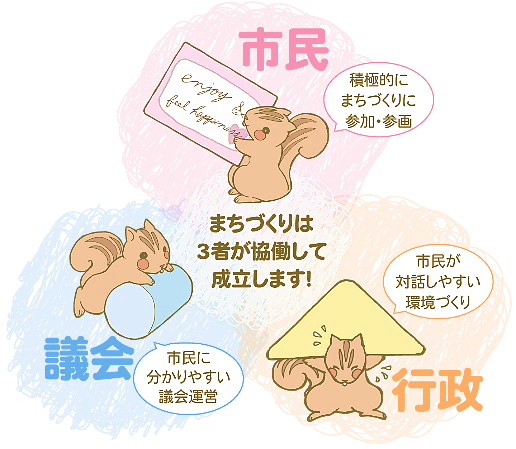 市民
積極的に
まちづくりに
参加・参画
enjoy &
feel happiness
まちづくりは
3者が協働して
成立します!
市民が
対話しやすい
環境づくり
議会
市民に
分かりやすい
議会運営
行政